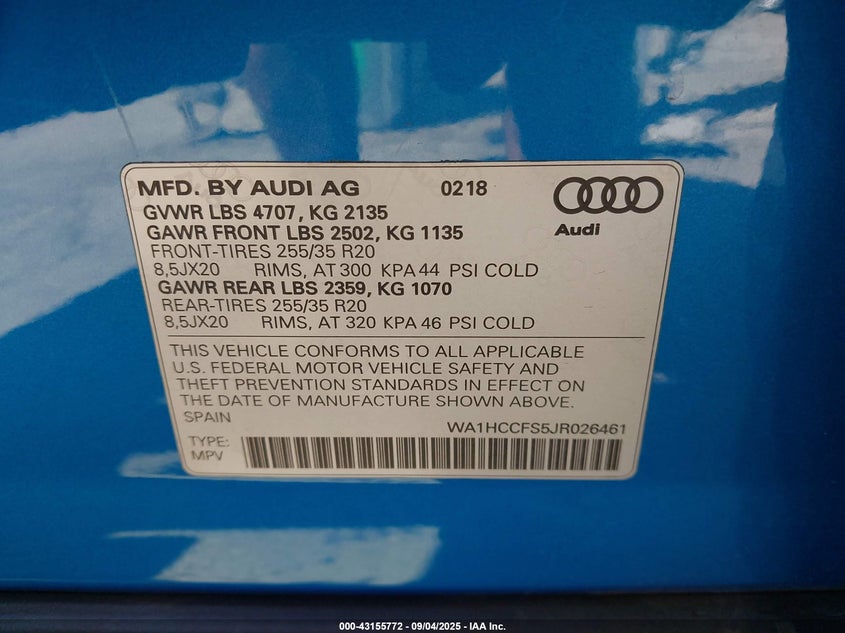 MFD. BY AUDI AG 0218
GVWR LBS 4707, KG 2135
GAWR FRONT LBS 2502, KG 1135
Audi
FRONT-TIRES 255/35 R20
8,5JX20 RIMS, AT 300 KPA 44 PSI COLD
GAWR REAR LBS 2359, KG 1070
REAR-TIRES 255/35 R20
8,5JX20 RIMS, AT 320 KPA 46 PSI COLD
THIS VEHICLE CONFORMS TO ALL APPLICABLE
U.S. FEDERAL MOTOR VEHICLE SAFETY AND
THEFT PREVENTION STANDARDS IN EFFECT ON
THE DATE OF MANUFACTURE SHOWN ABOVE.
SPAIN
WA1HCCFS5JR026461
TYPE:
MPV
000-43155772 - 09/04/2025 - IAA Inc.